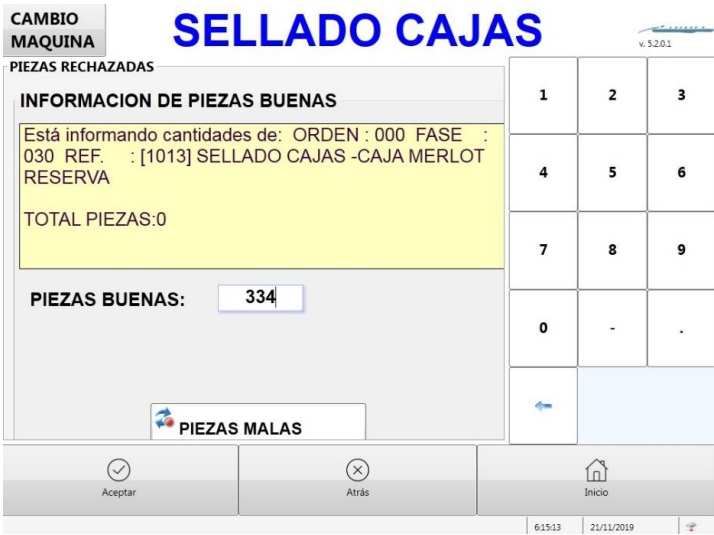 CAMBIO
MAQUINA
SELLADO CAJAS
v. 5.2.0.1
PIEZAS RECHAZADAS
INFORMACION DE PIEZAS BUENAS
Está informando cantidades de: ORDEN : 000 FASE :
030 REF. : [1013] SELLADO CAJAS -CAJA MERLOT
RESERVA
TOTAL PIEZAS:0
PIEZAS BUENAS: 334
PIEZAS MALAS
1 2 3
4 5 6
7 8 9
0 - .
Aceptar Atrás Inicio
6:15:13 21/11/2019